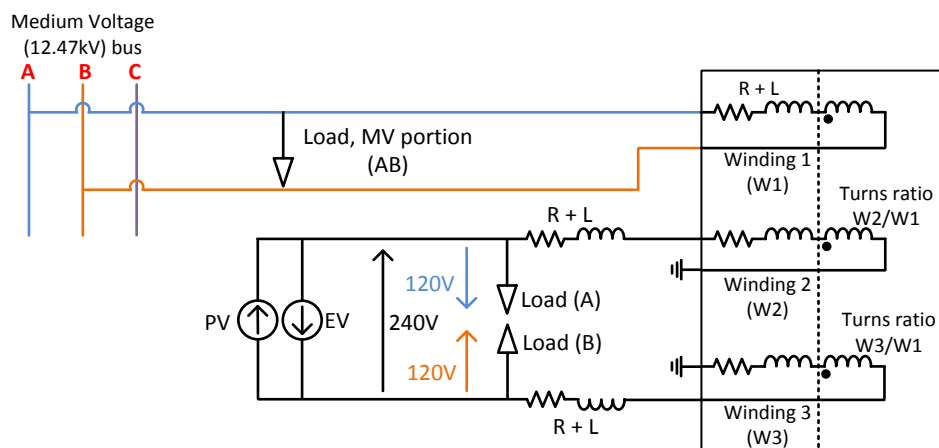 Medium Voltage
(12.47kV) bus
A B C
R + L
Load, MV portion
(AB)
Winding 1
(W1)
Turns ratio
W2/W1
R + L
Winding 2
(W2)
120V
Load (A)
PV
EV
240V
Load (B)
120V
Turns ratio
W3/W1
R + L
Winding 3
(W3)